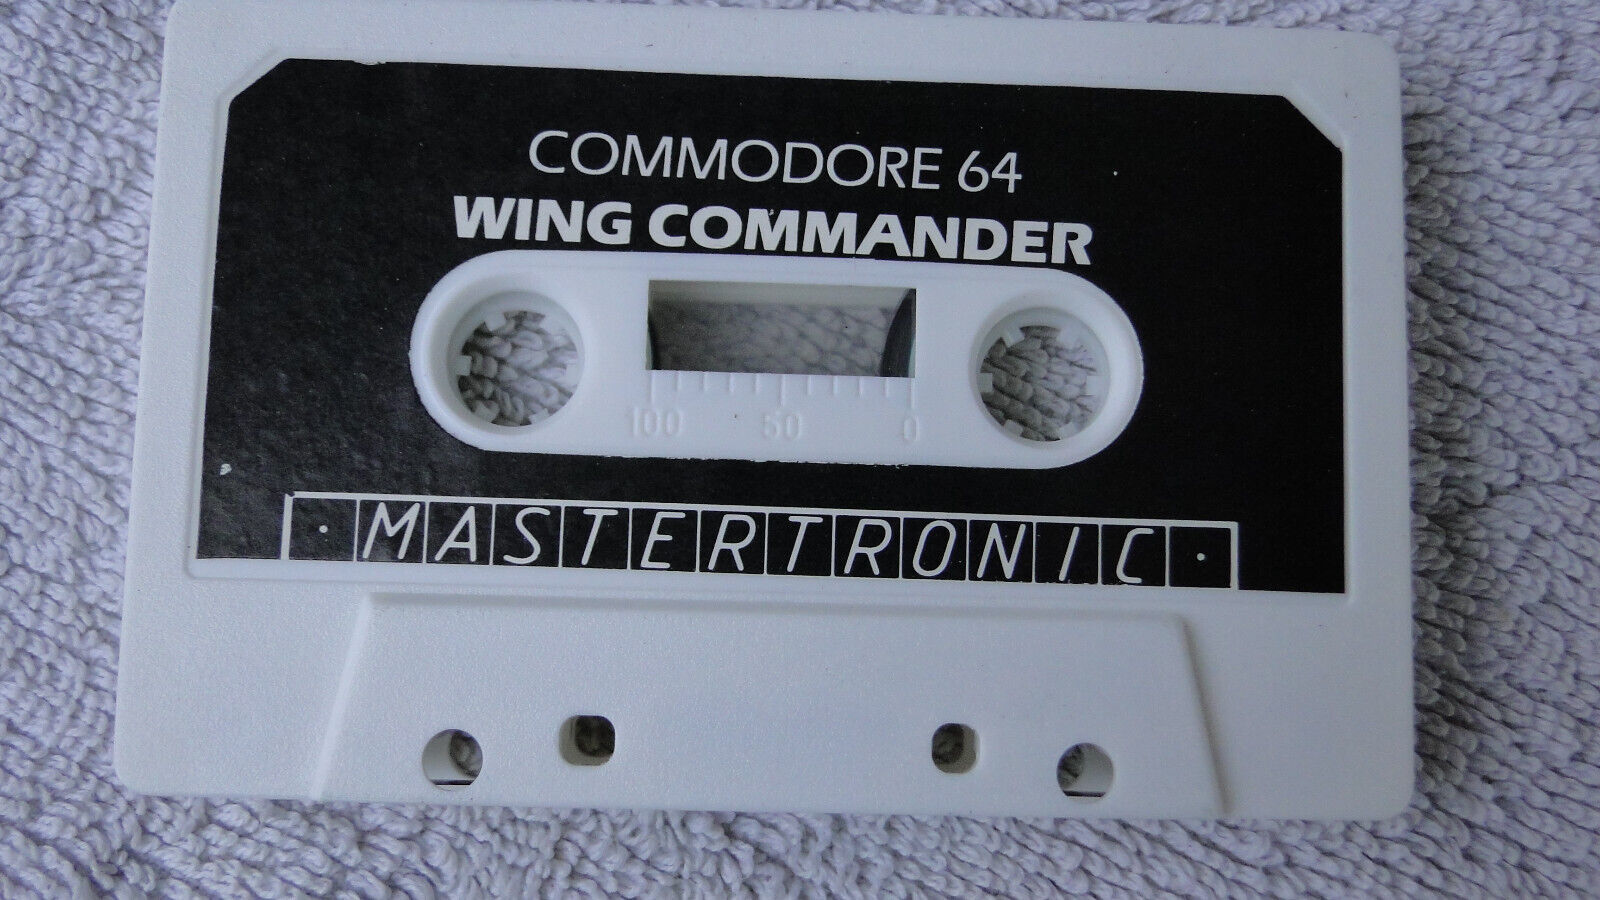 COMMODORE 64
WING COMMANDER
100 50 0
· MASTERTRONIC ·